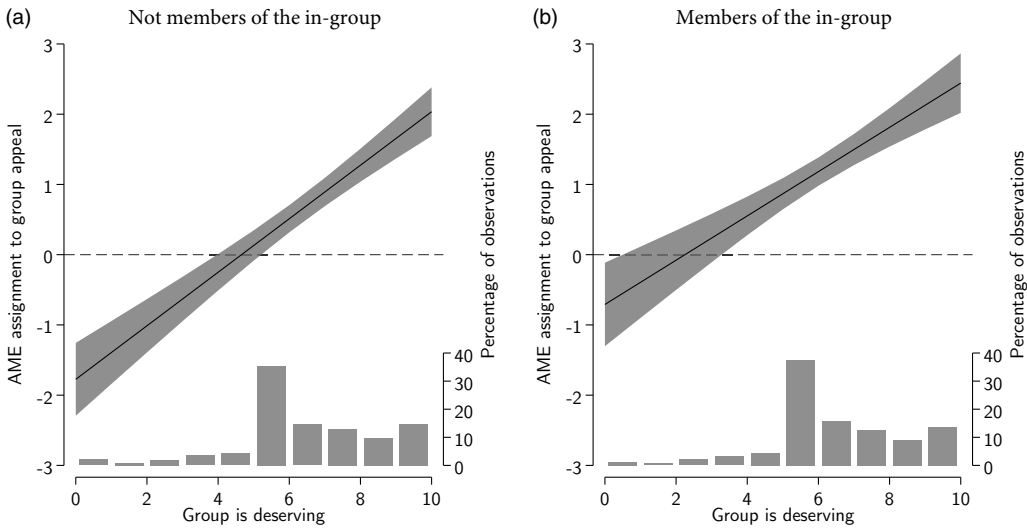 (a)
Not members of the in-group
3
2
1
0
-1
-2
-3
AME assignment to group appeal
40
30
20
10
0
Percentage of observations
0 2 4 6 8 10
Group is deserving
(b)
Members of the in-group
3
2
1
0
-1
-2
-3
AME assignment to group appeal
40
30
20
10
0
Percentage of observations
0 2 4 6 8 10
Group is deserving